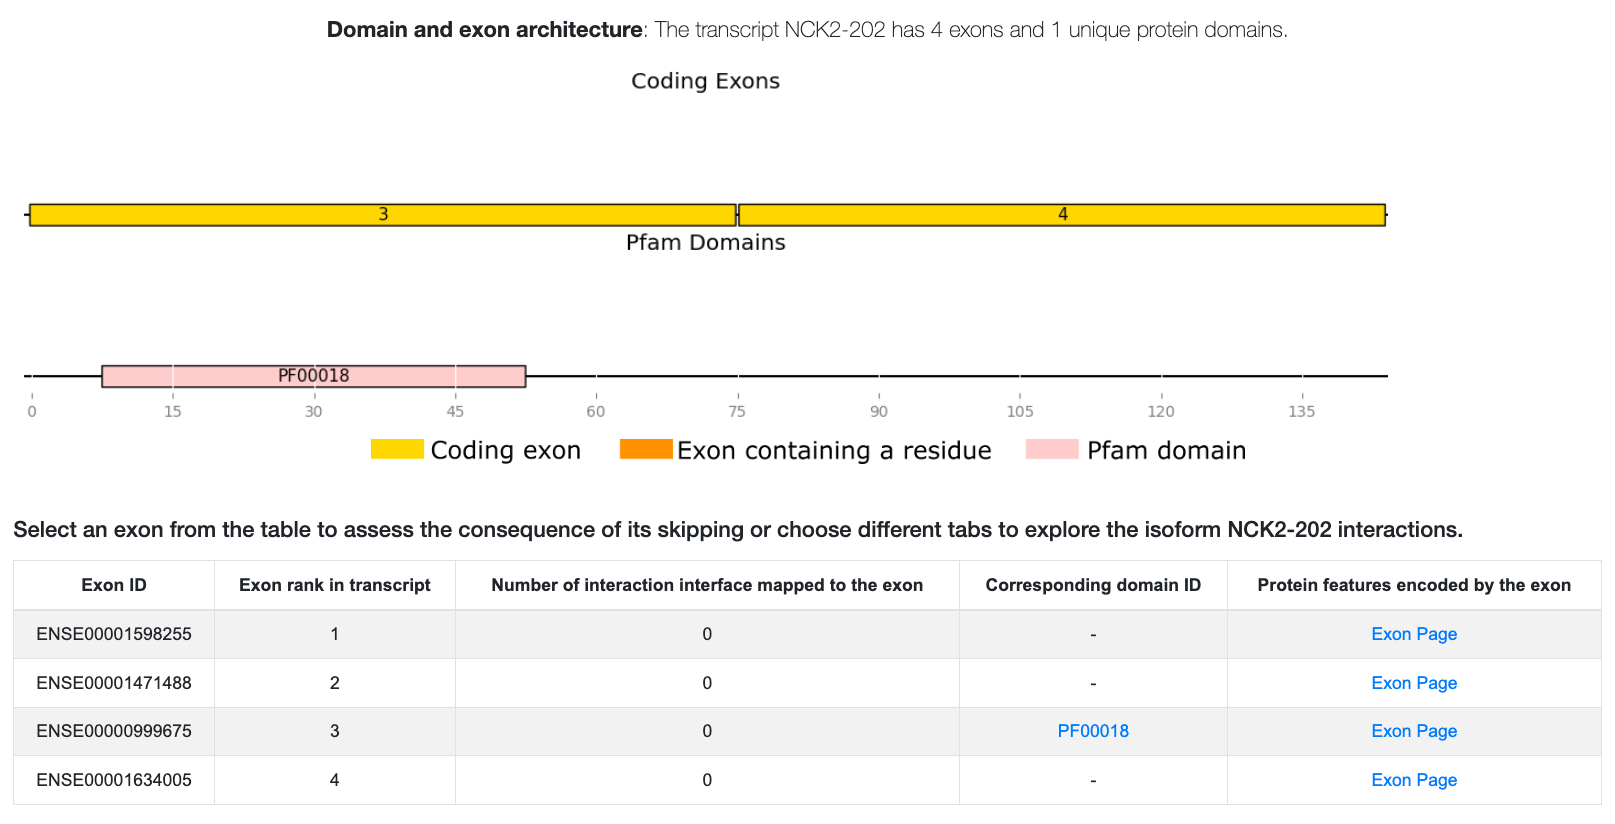 Domain and exon architecture: The transcript NCK2-202 has 4 exons and 1 unique protein domains.
Coding Exons
3 4
Pfam Domains
PF00018
0 15 30 45 60 75 90 105 120 135
Coding exon Exon containing a residue Pfam domain
Select an exon from the table to assess the consequence of its skipping or choose different tabs to explore the isoform NCK2-202 interactions.
Exon ID Exon rank in transcript Number of interaction interface mapped to the exon Corresponding domain ID Protein features encoded by the exon
ENSE00001598255 1 0 - Exon Page
ENSE00001471488 2 0 - Exon Page
ENSE00000999675 3 0 PF00018 Exon Page
ENSE00001634005 4 0 - Exon Page